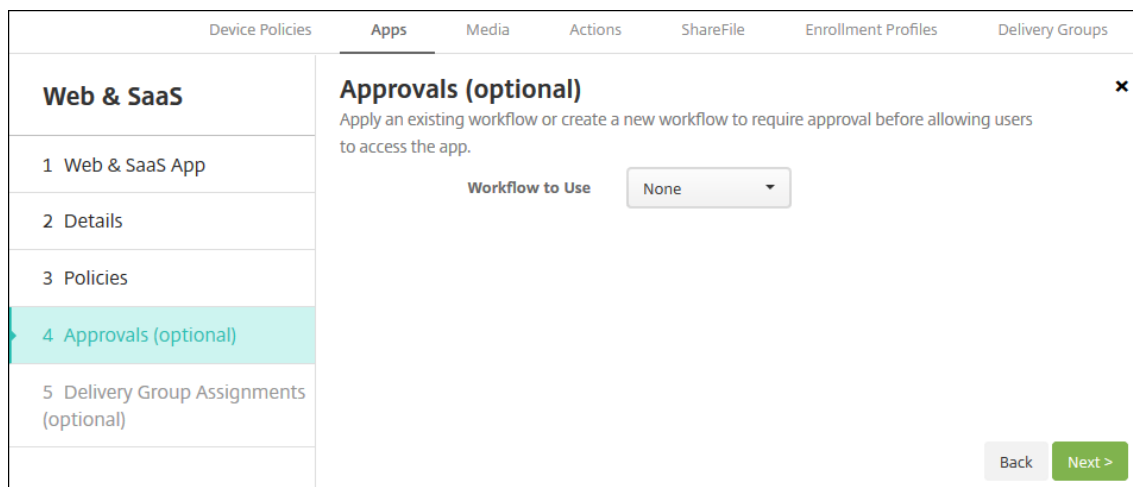 Device Policies Apps Media Actions ShareFile Enrollment Profiles Delivery Groups
Web & SaaS
1 Web & SaaS App
2 Details
3 Policies
4 Approvals (optional)
5 Delivery Group Assignments
(optional)
Approvals (optional)
×
Apply an existing workflow or create a new workflow to require approval before allowing users
to access the app.
Workflow to Use None
Back Next >